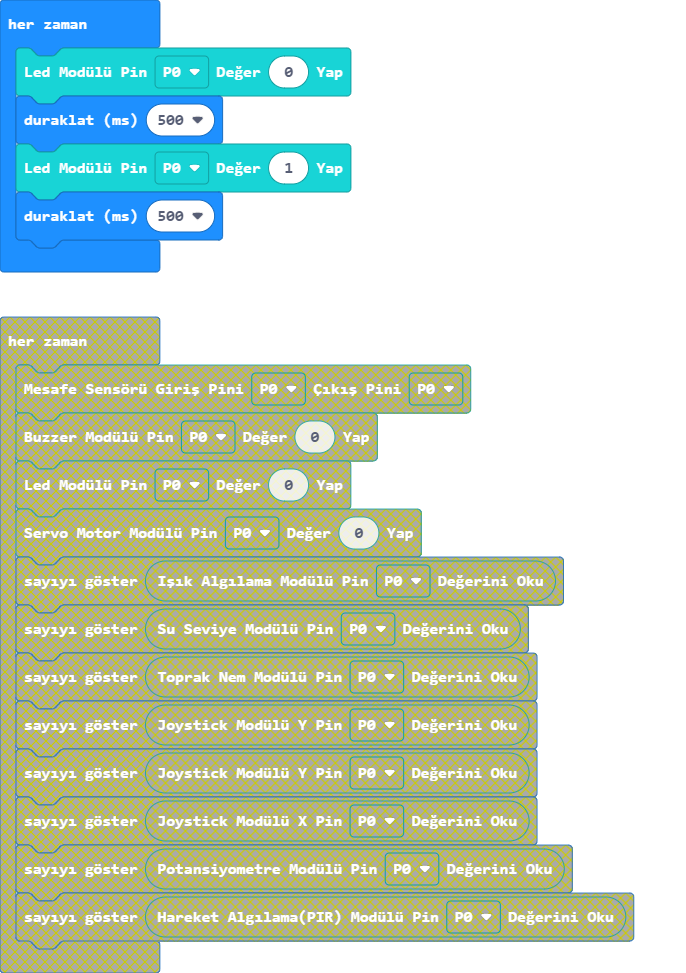 her zaman
Led Modülü Pin P0 Değer 0 Yap
duraklat (ms) 500
Led Modülü Pin P0 Değer 1 Yap
duraklat (ms) 500
her zaman
Mesafe Sensörü Giriş Pini P0 Çıkış Pini P0
Buzzer Modülü Pin P0 Değer 0 Yap
Led Modülü Pin P0 Değer 0 Yap
Servo Motor Modülü Pin P0 Değer 0 Yap
sayıyı göster Işık Algılama Modülü Pin P0 Değerini Oku
sayıyı göster Su Seviye Modülü Pin P0 Değerini Oku
sayıyı göster Toprak Nem Modülü Pin P0 Değerini Oku
sayıyı göster Joystick Modülü Y Pin P0 Değerini Oku
sayıyı göster Joystick Modülü Y Pin P0 Değerini Oku
sayıyı göster Joystick Modülü X Pin P0 Değerini Oku
sayıyı göster Potansiyometre Modülü Pin P0 Değerini Oku
sayıyı göster Hareket Algılama(PIR) Modülü Pin P0 Değerini Oku